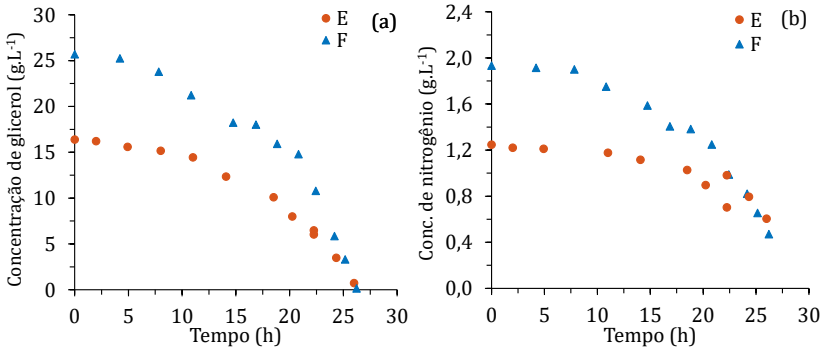 E (a)
F
Concentração de glicerol (g.L-1)
30
25
20
15
10
5
0
0 5 10 15 20 25 30
Tempo (h)
E (b)
F
Conc. de nitrogênio (g.L-1)
2,4
2,0
1,6
1,2
0,8
0,4
0,0
0 5 10 15 20 25 30
Tempo (h)